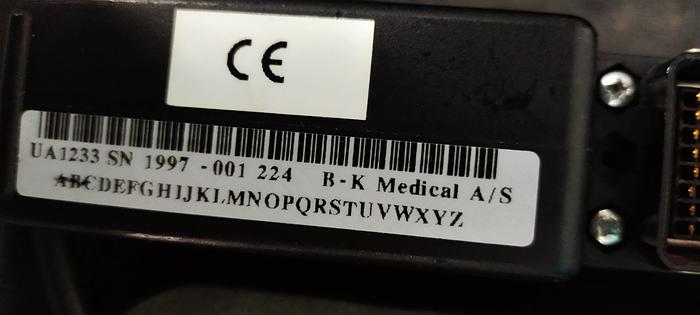 CE
UA1233 SN 1997 -001 224 B-K Medical A/S
ABCDEFGHIJKLMNOPQRSTUVWXYZ